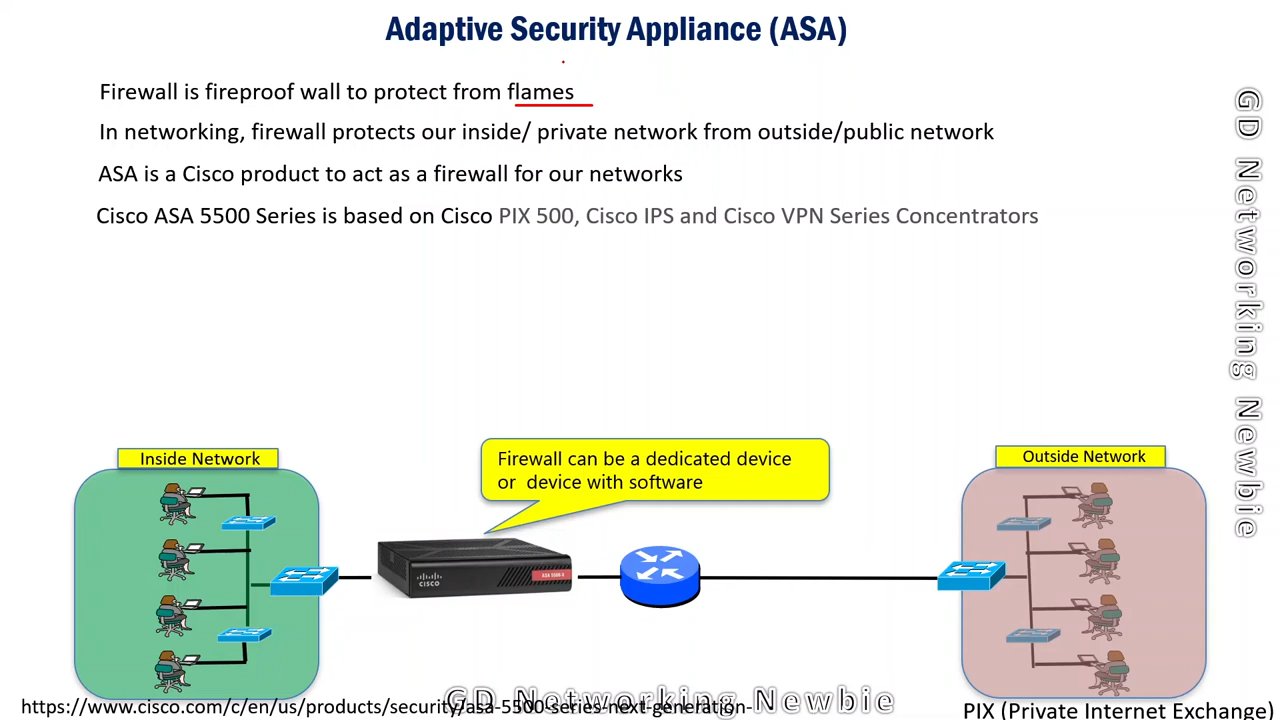 Adaptive Security Appliance (ASA)
Firewall is fireproof wall to protect from flames
In networking, firewall protects our inside/ private network from outside/public network
ASA is a Cisco product to act as a firewall for our networks
Cisco ASA 5500 Series is based on Cisco PIX 500, Cisco IPS and Cisco VPN Series Concentrators
GD Networking Newbie
Inside Network
Firewall can be a dedicated device
or device with software
Outside Network
CISCO
ASA 5506-X
https://www.cisco.com/c/en/us/products/security/asa-5500-series-next-generation-
GD Networking Newbie
PIX (Private Internet Exchange)